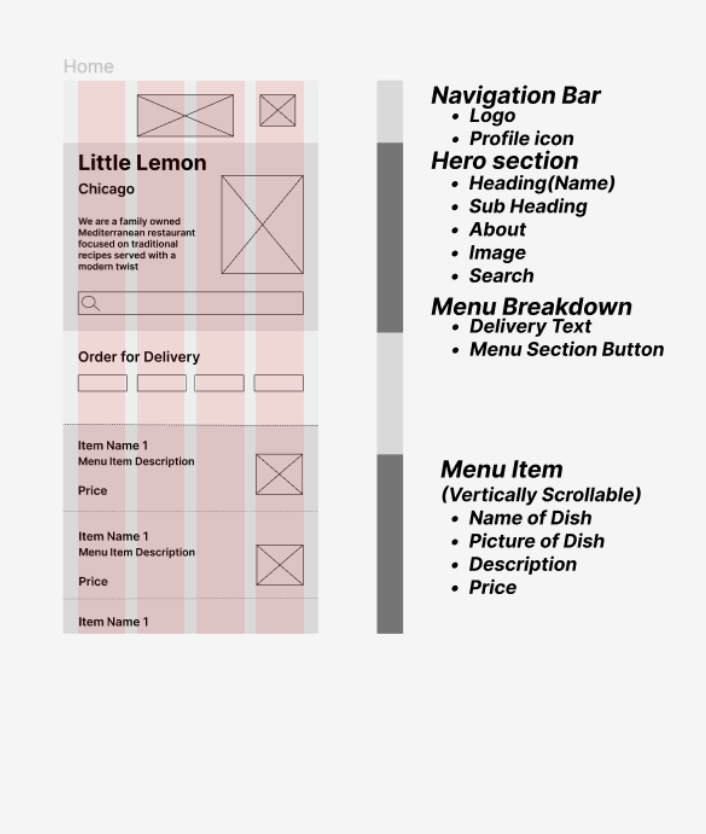 Home
Little Lemon
Chicago
We are a family owned
Mediterranean restaurant
focused on traditional
recipes served with a
modern twist
Order for Delivery
Item Name 1
Menu Item Description
Price
Item Name 1
Menu Item Description
Price
Item Name 1
Navigation Bar
• Logo
• Profile icon
Hero section
• Heading(Name)
• Sub Heading
• About
• Image
• Search
Menu Breakdown
• Delivery Text
• Menu Section Button
Menu Item
(Vertically Scrollable)
• Name of Dish
• Picture of Dish
• Description
• Price